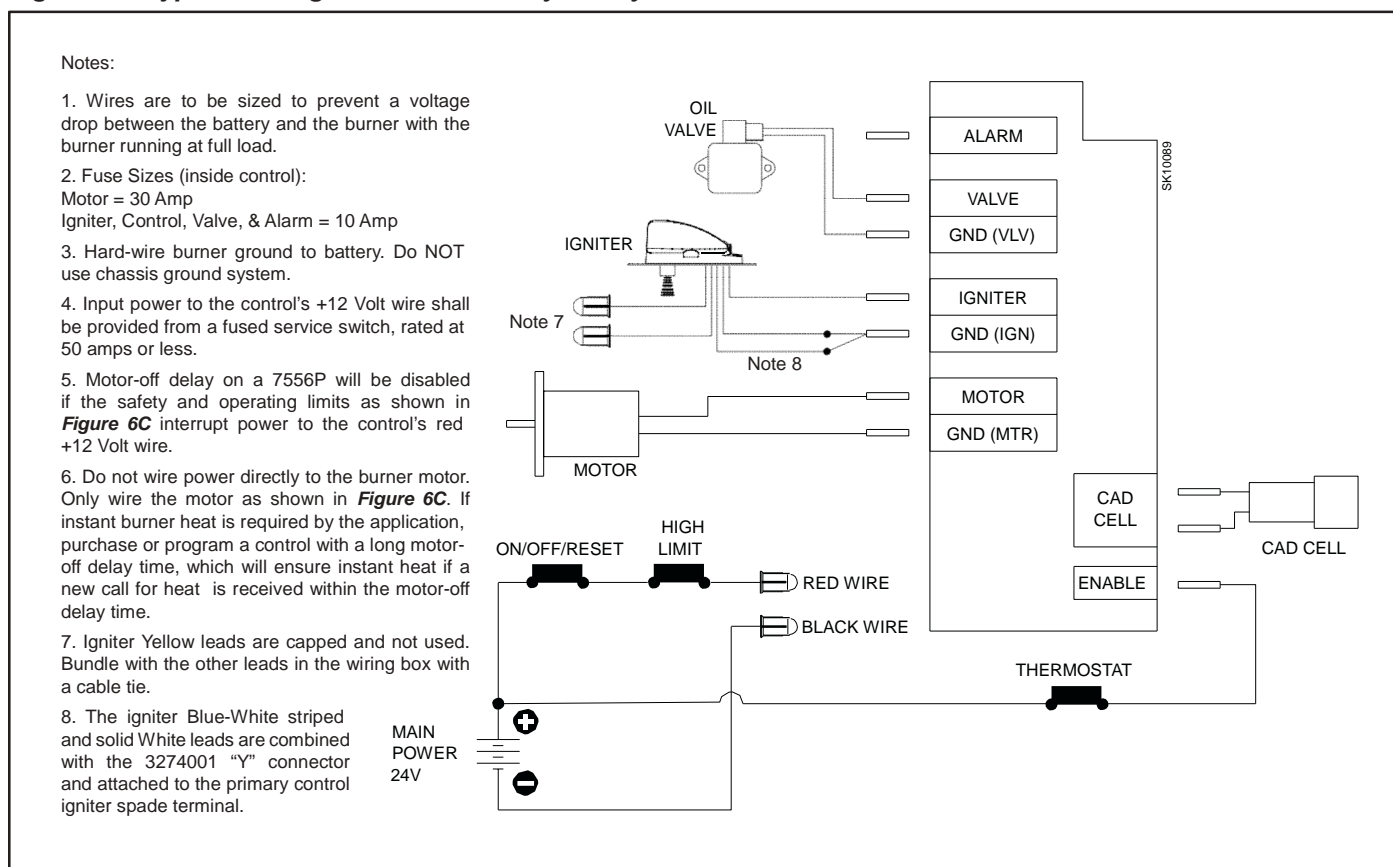 Notes:
1. Wires are to be sized to prevent a voltage
drop between the battery and the burner with the
burner running at full load.
2. Fuse Sizes (inside control):
Motor = 30 Amp
Igniter, Control, Valve, & Alarm = 10 Amp
3. Hard-wire burner ground to battery. Do NOT
use chassis ground system.
4. Input power to the control's +12 Volt wire shall
be provided from a fused service switch, rated at
50 amps or less.
5. Motor-off delay on a 7556P will be disabled
if the safety and operating limits as shown in
Figure 6C interrupt power to the control's red
+12 Volt wire.
6. Do not wire power directly to the burner motor.
Only wire the motor as shown in Figure 6C. If
instant burner heat is required by the application,
purchase or program a control with a long motor-
off delay time, which will ensure instant heat if a
new call for heat is received within the motor-off
delay time.
7. Igniter Yellow leads are capped and not used.
Bundle with the other leads in the wiring box with
a cable tie.
8. The igniter Blue-White striped
and solid White leads are combined
with the 3274001 “Y” connector
and attached to the primary control
igniter spade terminal.
OIL
VALVE
IGNITER
Note 7
Note 8
MOTOR
ALARM
VALVE
GND (VLV)
IGNITER
GND (IGN)
MOTOR
GND (MTR)
SK10089
CAD
CELL
ENABLE
CAD CELL
ON/OFF/RESET
HIGH
LIMIT
RED WIRE
BLACK WIRE
THERMOSTAT
MAIN
POWER
24V